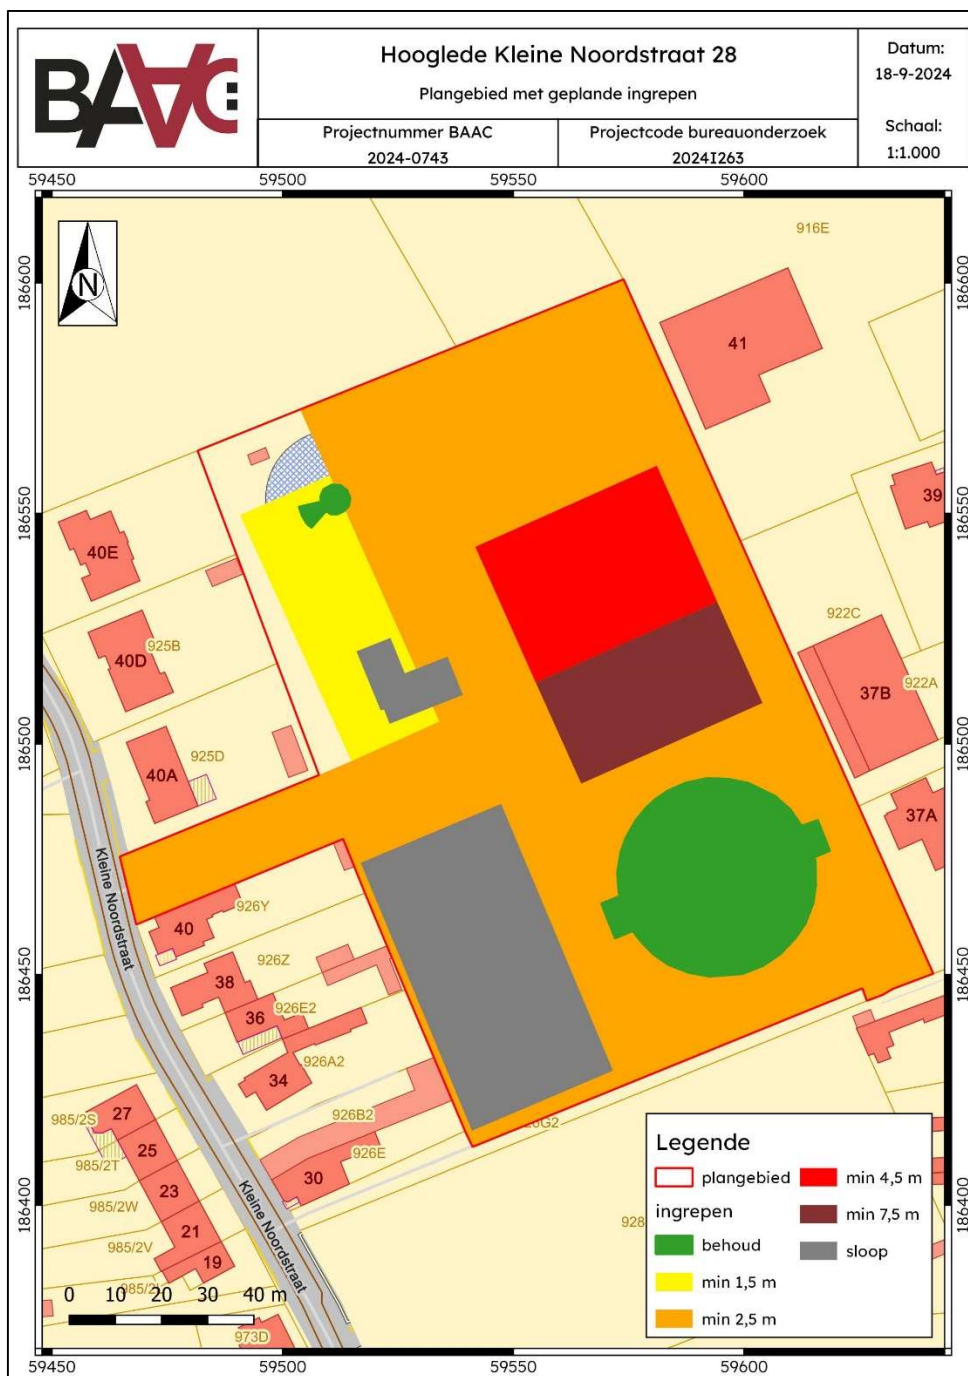 BAAC
Hooglede Kleine Noordstraat 28
Plangebied met geplande ingrepen
Projectnummer BAAC
2024-0743
Projectcode bureauonderzoek
2024I263
Datum:
18-9-2024
Schaal:
1:1.000
59450 59500 59550 59600
186600
186550
186500
186450
186400
186600
186550
186500
186450
186400
N
916E
41
39
40E
925B
40D
922C
37B
922A
925D
40A
37A
Kleine Noordstraat
926Y
40
926Z
38
926E2
36
926A2
34
926B2
926E
30
985/2S
27
985/2T
25
985/2W
23
985/2V
21
19
Kleine Noordstraat
973D
928
0 10 20 30 40 m
Legende
plangebied
ingrepen
behoud
min 1,5 m
min 2,5 m
min 4,5 m
min 7,5 m
sloop
59450 59500 59550 59600